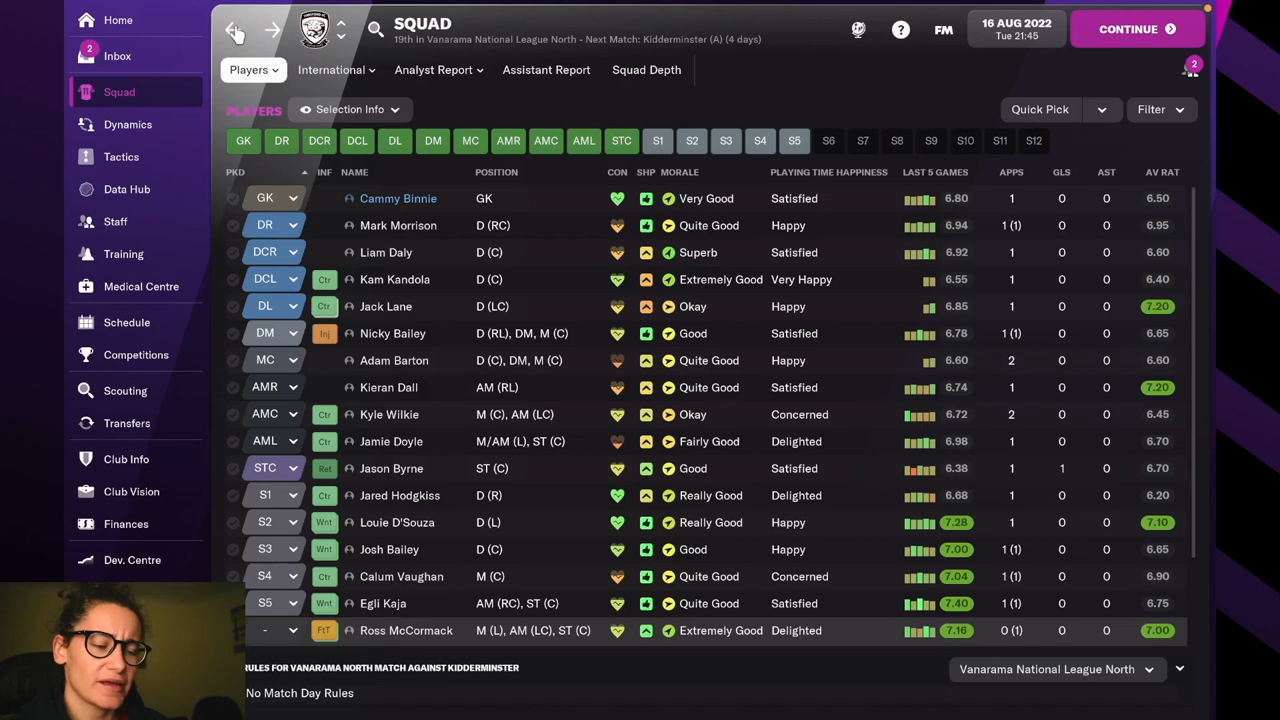 Home
SQUAD
19th in Vanarama National League North - Next Match: Kidderminster (A) (4 days)
FM
16 AUG 2022
Tue 21:45
CONTINUE
2
Inbox
Squad
Dynamics
Tactics
Data Hub
Staff
Training
Medical Centre
Schedule
Competitions
Scouting
Transfers
Club Info
Club Vision
Finances
Dev. Centre
Players
International
Analyst Report
Assistant Report
Squad Depth
2
PLAYERS
Selection Info
Quick Pick
Filter
GK DR DCR DCL DL DM MC AMR AMC AML STC S1 S2 S3 S4 S5 S6 S7 S8 S9 S10 S11 S12
PKD INF NAME POSITION CON SHP MORALE PLAYING TIME HAPPINESS LAST 5 GAMES APPS GLS AST AV RAT
GK Cammy Binnie GK Very Good Satisfied 6.80 1 0 0 6.50
DR Mark Morrison D (RC) Quite Good Happy 6.94 1 (1) 0 0 6.95
DCR Liam Daly D (C) Superb Satisfied 6.92 1 0 0 6.60
DCL Ctr Kam Kandola D (C) Extremely Good Very Happy 6.55 1 0 0 6.40
DL Ctr Jack Lane D (LC) Okay Happy 6.85 1 0 0 7.20
DM Inj Nicky Bailey D (RL), DM, M (C) Good Satisfied 6.78 1 (1) 0 0 6.65
MC Adam Barton D (C), DM, M (C) Quite Good Happy 6.60 2 0 0 6.60
AMR Kieran Dall AM (RL) Quite Good Satisfied 6.74 1 0 0 7.20
AMC Ctr Kyle Wilkie M (C), AM (LC) Okay Concerned 6.72 2 0 0 6.45
AML Ctr Jamie Doyle M/AM (L), ST (C) Fairly Good Delighted 6.98 1 0 0 6.70
STC Ret Jason Byrne ST (C) Good Satisfied 6.38 1 1 0 6.70
S1 Ctr Jared Hodgkiss D (R) Really Good Delighted 6.68 1 0 0 6.20
S2 Wnt Louie D'Souza D (L) Really Good Happy 7.28 1 0 0 7.10
S3 Wnt Josh Bailey D (C) Good Happy 7.00 1 (1) 0 0 6.65
S4 Ctr Calum Vaughan M (C) Quite Good Concerned 7.04 1 (1) 0 0 6.90
S5 Wnt Egli Kaja AM (RC), ST (C) Quite Good Satisfied 7.40 1 (1) 0 0 6.75
- FtT Ross McCormack M (L), AM (LC), ST (C) Extremely Good Delighted 7.16 0 (1) 0 0 7.00
RULES FOR VANARAMA NORTH MATCH AGAINST KIDDERMINSTER
Vanarama National League North
No Match Day Rules